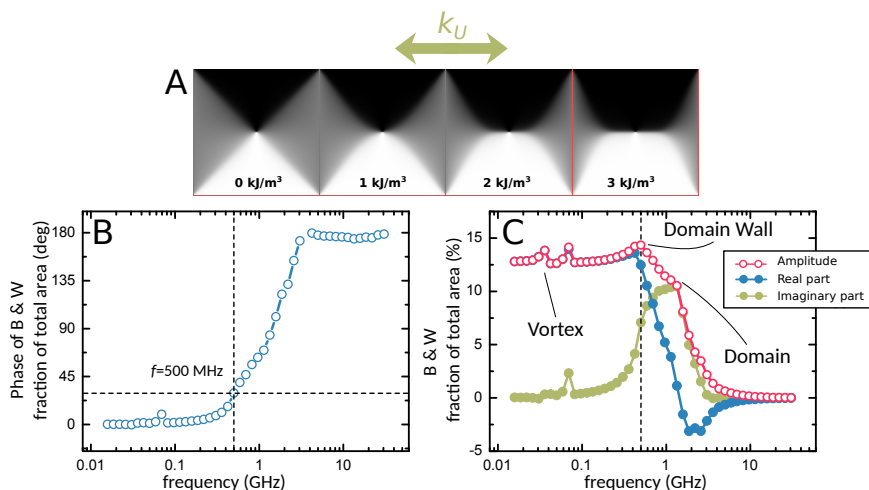 k_U
A
0 kJ/m³
1 kJ/m³
2 kJ/m³
3 kJ/m³
B
Phase of B & W
fraction of total area (deg)
180
135
90
45
0
f=500 MHz
0.01
0.1
1
10
frequency (GHz)
C
B & W
fraction of total area (%)
15
10
5
0
-5
Domain Wall
Amplitude
Real part
Imaginary part
Vortex
Domain
0.01
0.1
1
10
frequency (GHz)